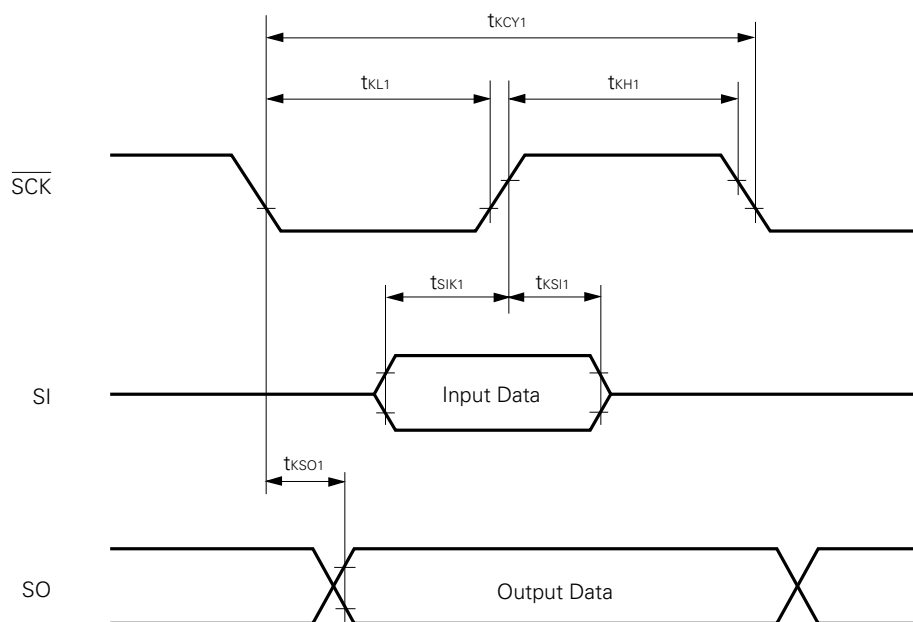 tKCY1
tKL1 tKH1
SCK
tSIK1 tKSI1
SI Input Data
tKSO1
SO Output Data